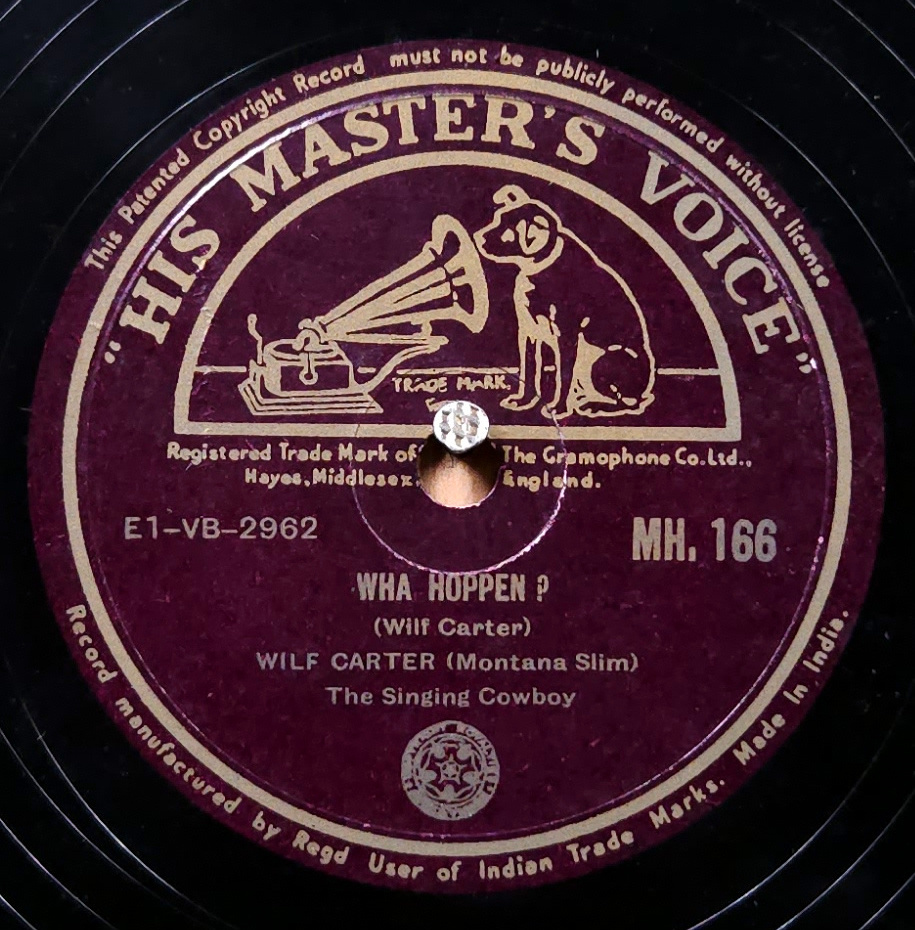 This Patented Copyright Record must not be publicly performed without license
"HIS MASTER'S VOICE"
TRADE MARK.
Registered Trade Mark of The Gramophone Co. Ltd.,
Hayes, Middlesex. England.
E1-VB-2962 MH. 166
WHA HOPPEN ?
(Wilf Carter)
WILF CARTER (Montana Slim)
The Singing Cowboy
Record manufactured by Regd User of Indian Trade Marks. Made In India.